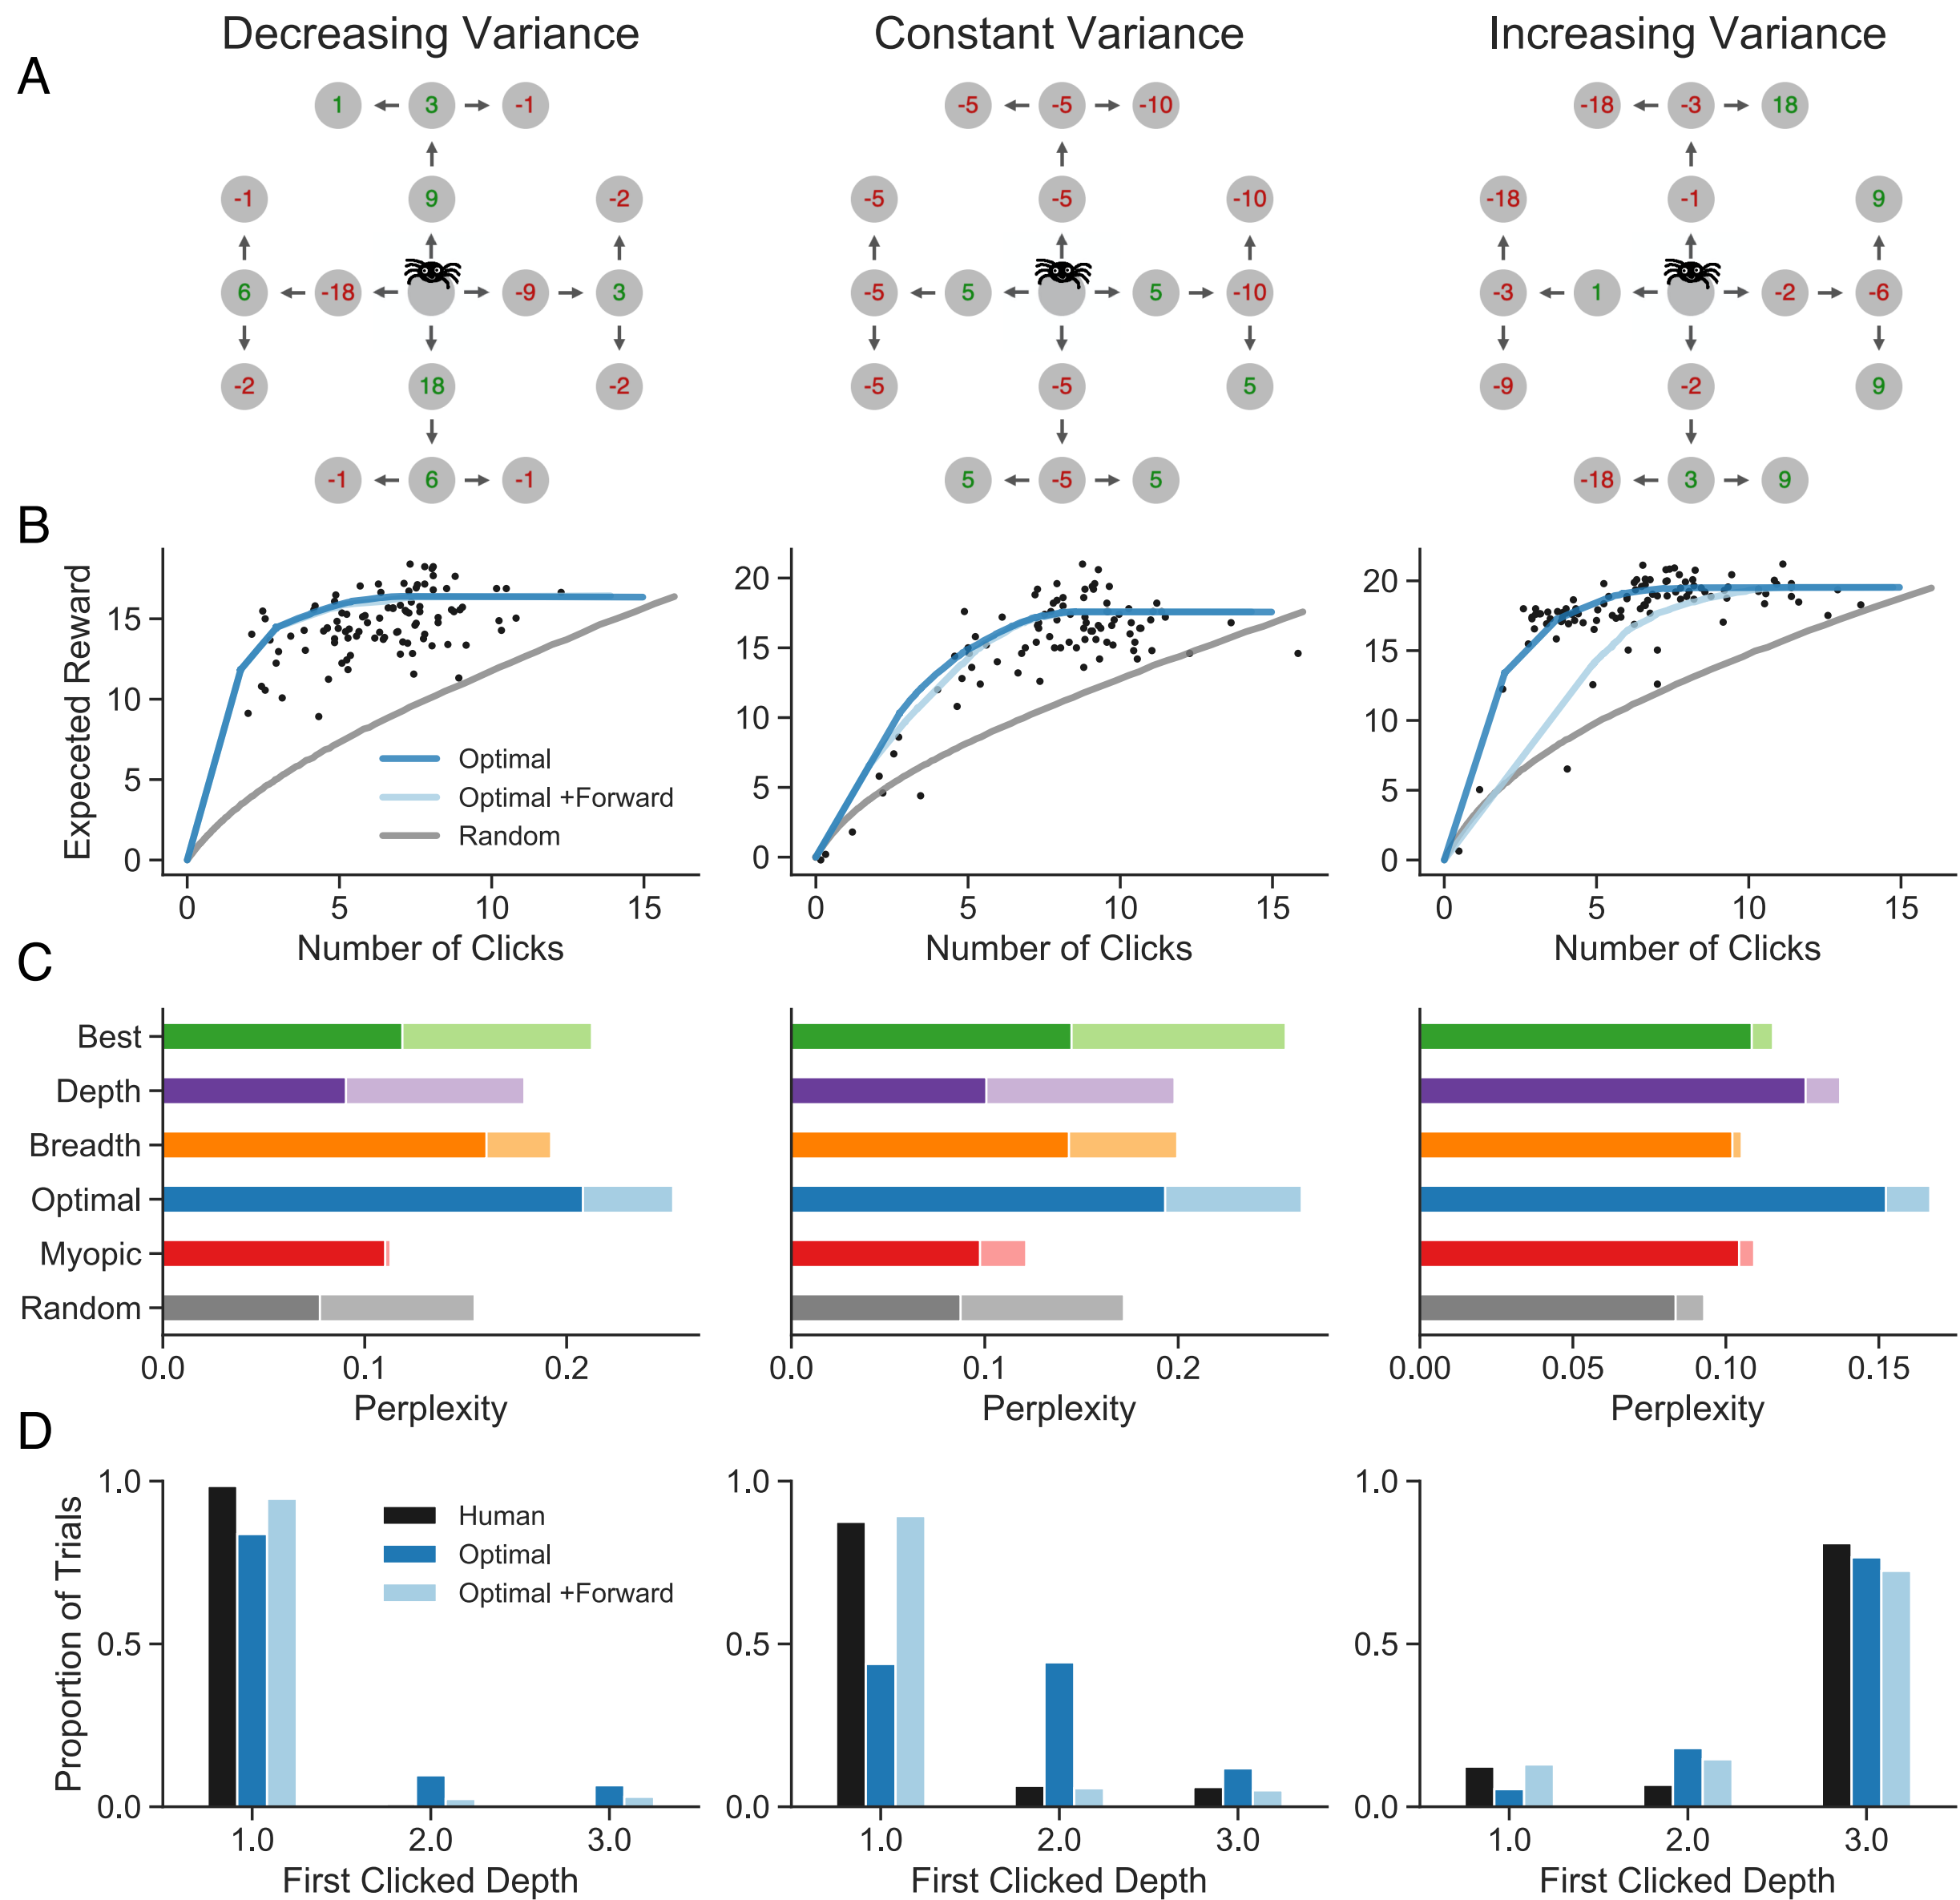 Decreasing Variance
Constant Variance
Increasing Variance
A
1 3 -1
-5 -5 -10
-18 -3 18
-1 9 -2
-5 -5 -10
-18 -1 9
6 -18 -9 3
-5 5 5 -10
-3 1 -2 -6
-2 18 -2
-5 -5 5
-9 -2 9
-1 6 -1
5 -5 5
-18 3 9
B
Expeceted Reward
15
10
5
0
0 5 10 15
Number of Clicks
Optimal
Optimal +Forward
Random
20
15
10
5
0
0 5 10 15
Number of Clicks
20
15
10
5
0
0 5 10 15
Number of Clicks
C
Best
Depth
Breadth
Optimal
Myopic
Random
0.0 0.1 0.2
Perplexity
0.0 0.1 0.2
Perplexity
0.00 0.05 0.10 0.15
Perplexity
D
Proportion of Trials
1.0
0.5
0.0
1.0 2.0 3.0
First Clicked Depth
Human
Optimal
Optimal +Forward
1.0
0.5
0.0
1.0 2.0 3.0
First Clicked Depth
1.0
0.5
0.0
1.0 2.0 3.0
First Clicked Depth